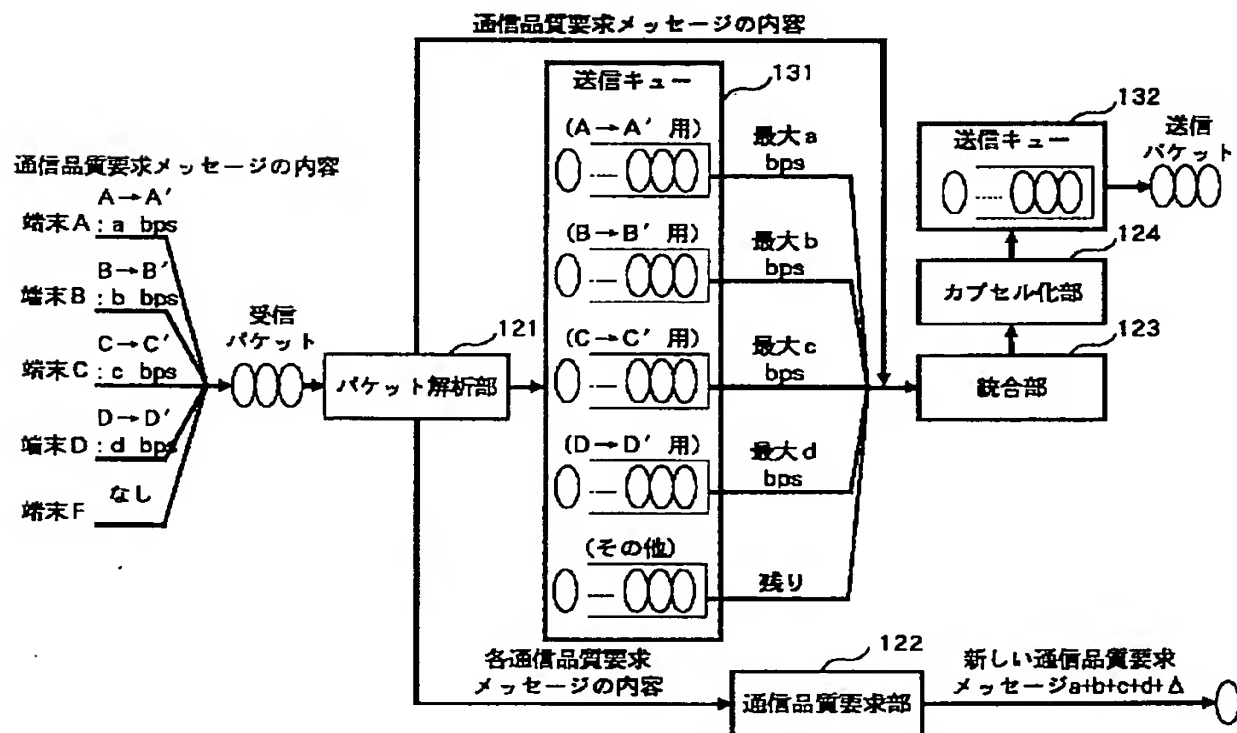 通信品質要求メッセージの内容
通信品質要求メッセージの内容
A→A′
端末A：a bps
B→B′
端末B：b bps
C→C′
端末C：c bps
D→D′
端末D：d bps
なし
端末F
受信
パケット
121
パケット解析部
送信キュー
131
(A→A′ 用)
最大a
bps
(B→B′ 用)
最大b
bps
(C→C′ 用)
最大c
bps
(D→D′ 用)
最大d
bps
(その他)
残り
132
送信キュー
送信
パケット
124
カプセル化部
123
統合部
各通信品質要求
メッセージの内容
122
通信品質要求部
新しい通信品質要求
メッセージa+b+c+d+Δ